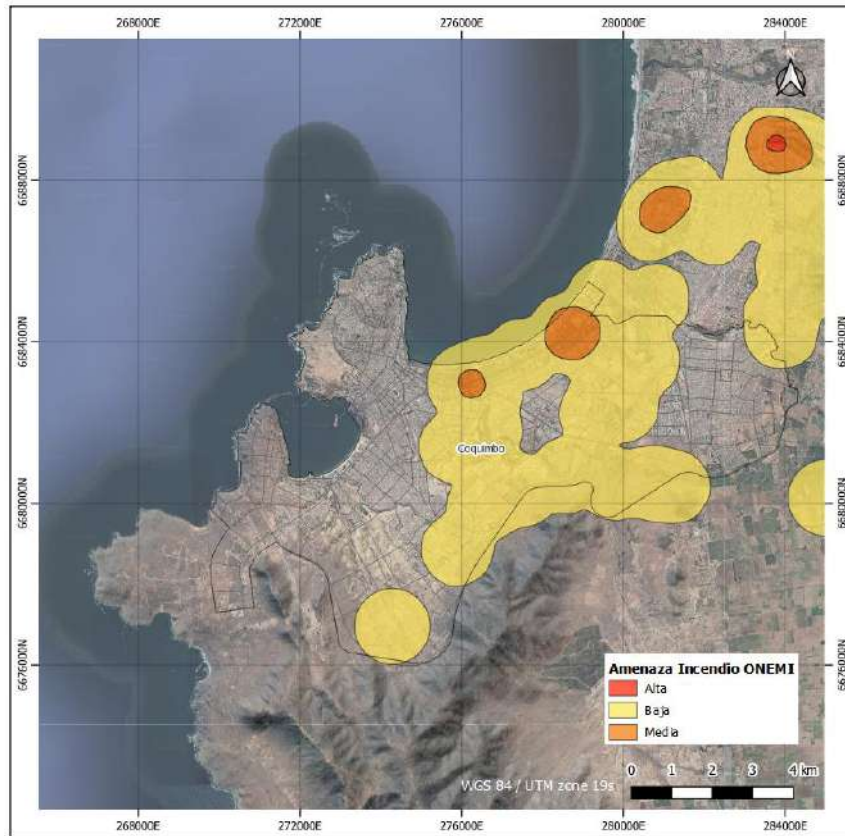 268000E 272000E 276000E 280000E 284000E
N
6688000N 6688000N
6684000N 6684000N
Coquimbo
6680000N 6680000N
6676000N 6676000N
Amenaza Incendio ONEMI
Alta
Baja
Media
WGS 84 / UTM zone 19s
0 1 2 3 4 km
268000E 272000E 276000E 280000E 284000E